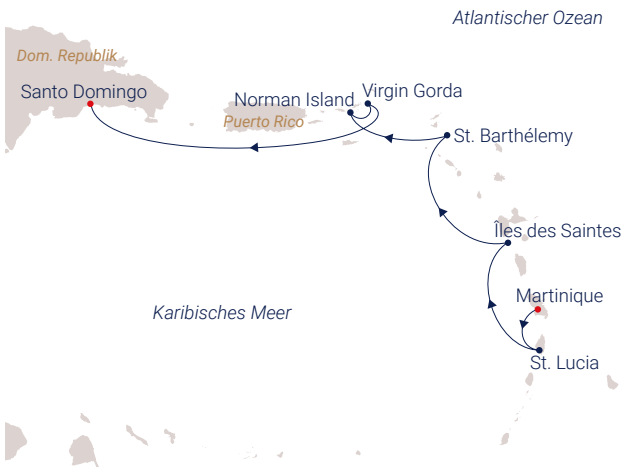 Atlantischer Ozean
Dom. Republik
Santo Domingo
Norman Island
Virgin Gorda
Puerto Rico
St. Barthélemy
Îles des Saintes
Martinique
Karibisches Meer
St. Lucia